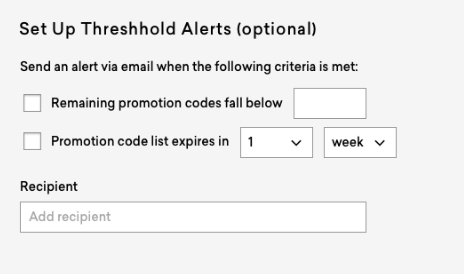 Set Up Threshhold Alerts (optional)
Send an alert via email when the following criteria is met:
Remaining promotion codes fall below
Promotion code list expires in 1 week
Recipient
Add recipient